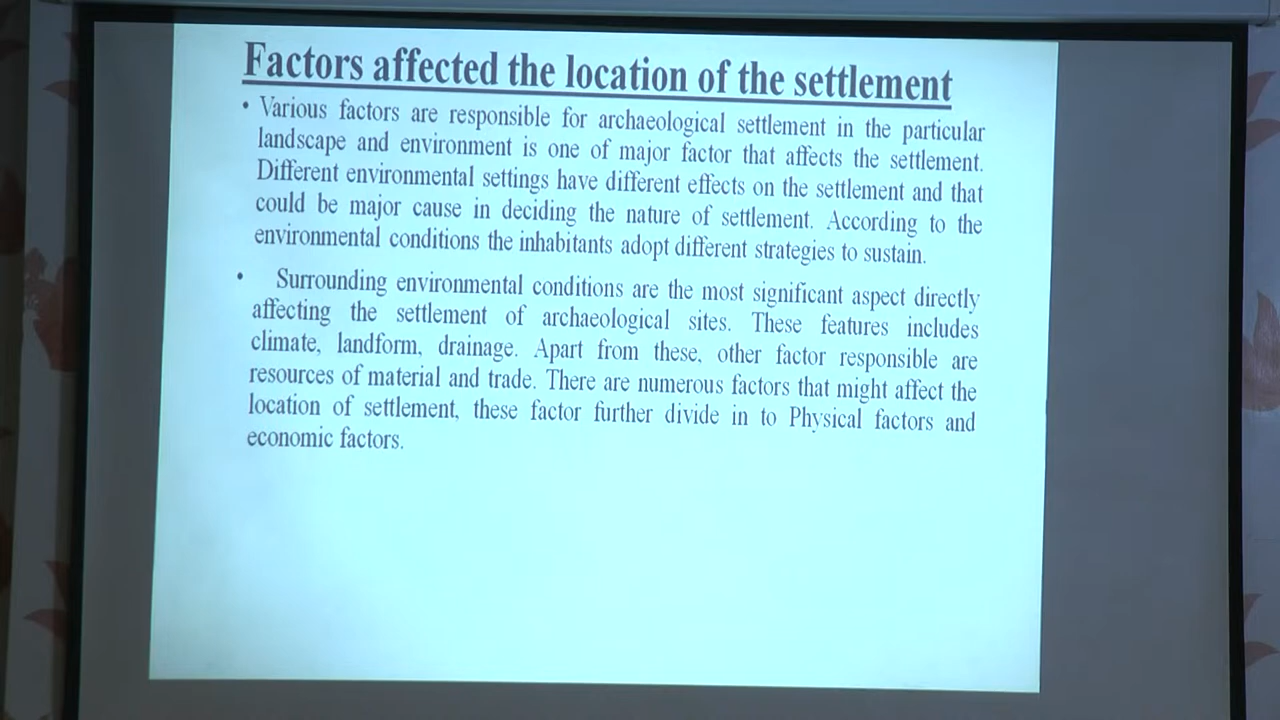 Factors affected the location of the settlement
• Various factors are responsible for archaeological settlement in the particular
landscape and environment is one of major factor that affects the settlement.
Different environmental settings have different effects on the settlement and that
could be major cause in deciding the nature of settlement. According to the
environmental conditions the inhabitants adopt different strategies to sustain.
• Surrounding environmental conditions are the most significant aspect directly
affecting the settlement of archaeological sites. These features includes
climate, landform, drainage. Apart from these, other factor responsible are
resources of material and trade. There are numerous factors that might affect the
location of settlement, these factor further divide in to Physical factors and
economic factors.